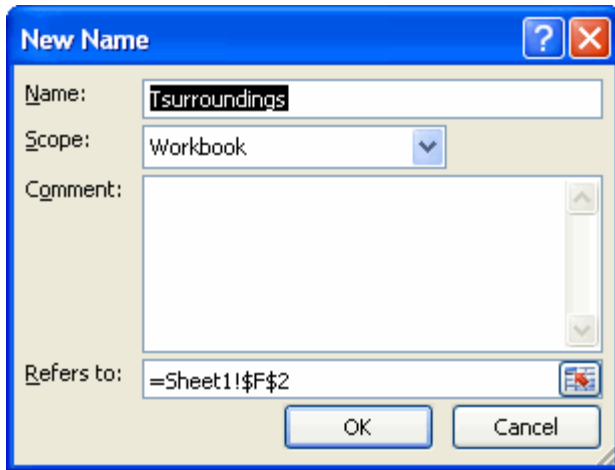 New Name
?
Name: Tsurroundings
Scope: Workbook
Comment:
Refers to: =Sheet1!$F$2
OK Cancel